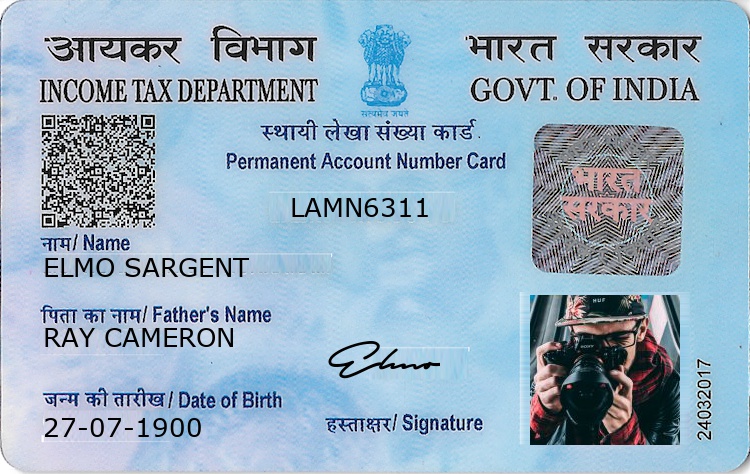 आयकर विभाग
INCOME TAX DEPARTMENT
सत्यमेव जयते
भारत सरकार
GOVT. OF INDIA
स्थायी लेखा संख्या कार्ड
Permanent Account Number Card
LAMN6311
भारत
सरकार
नाम/ Name
ELMO SARGENT
पिता का नाम/ Father's Name
RAY CAMERON
जन्म की तारीख/ Date of Birth
27-07-1900
Elmo
हस्ताक्षर/ Signature
HUF
SONY
24032017